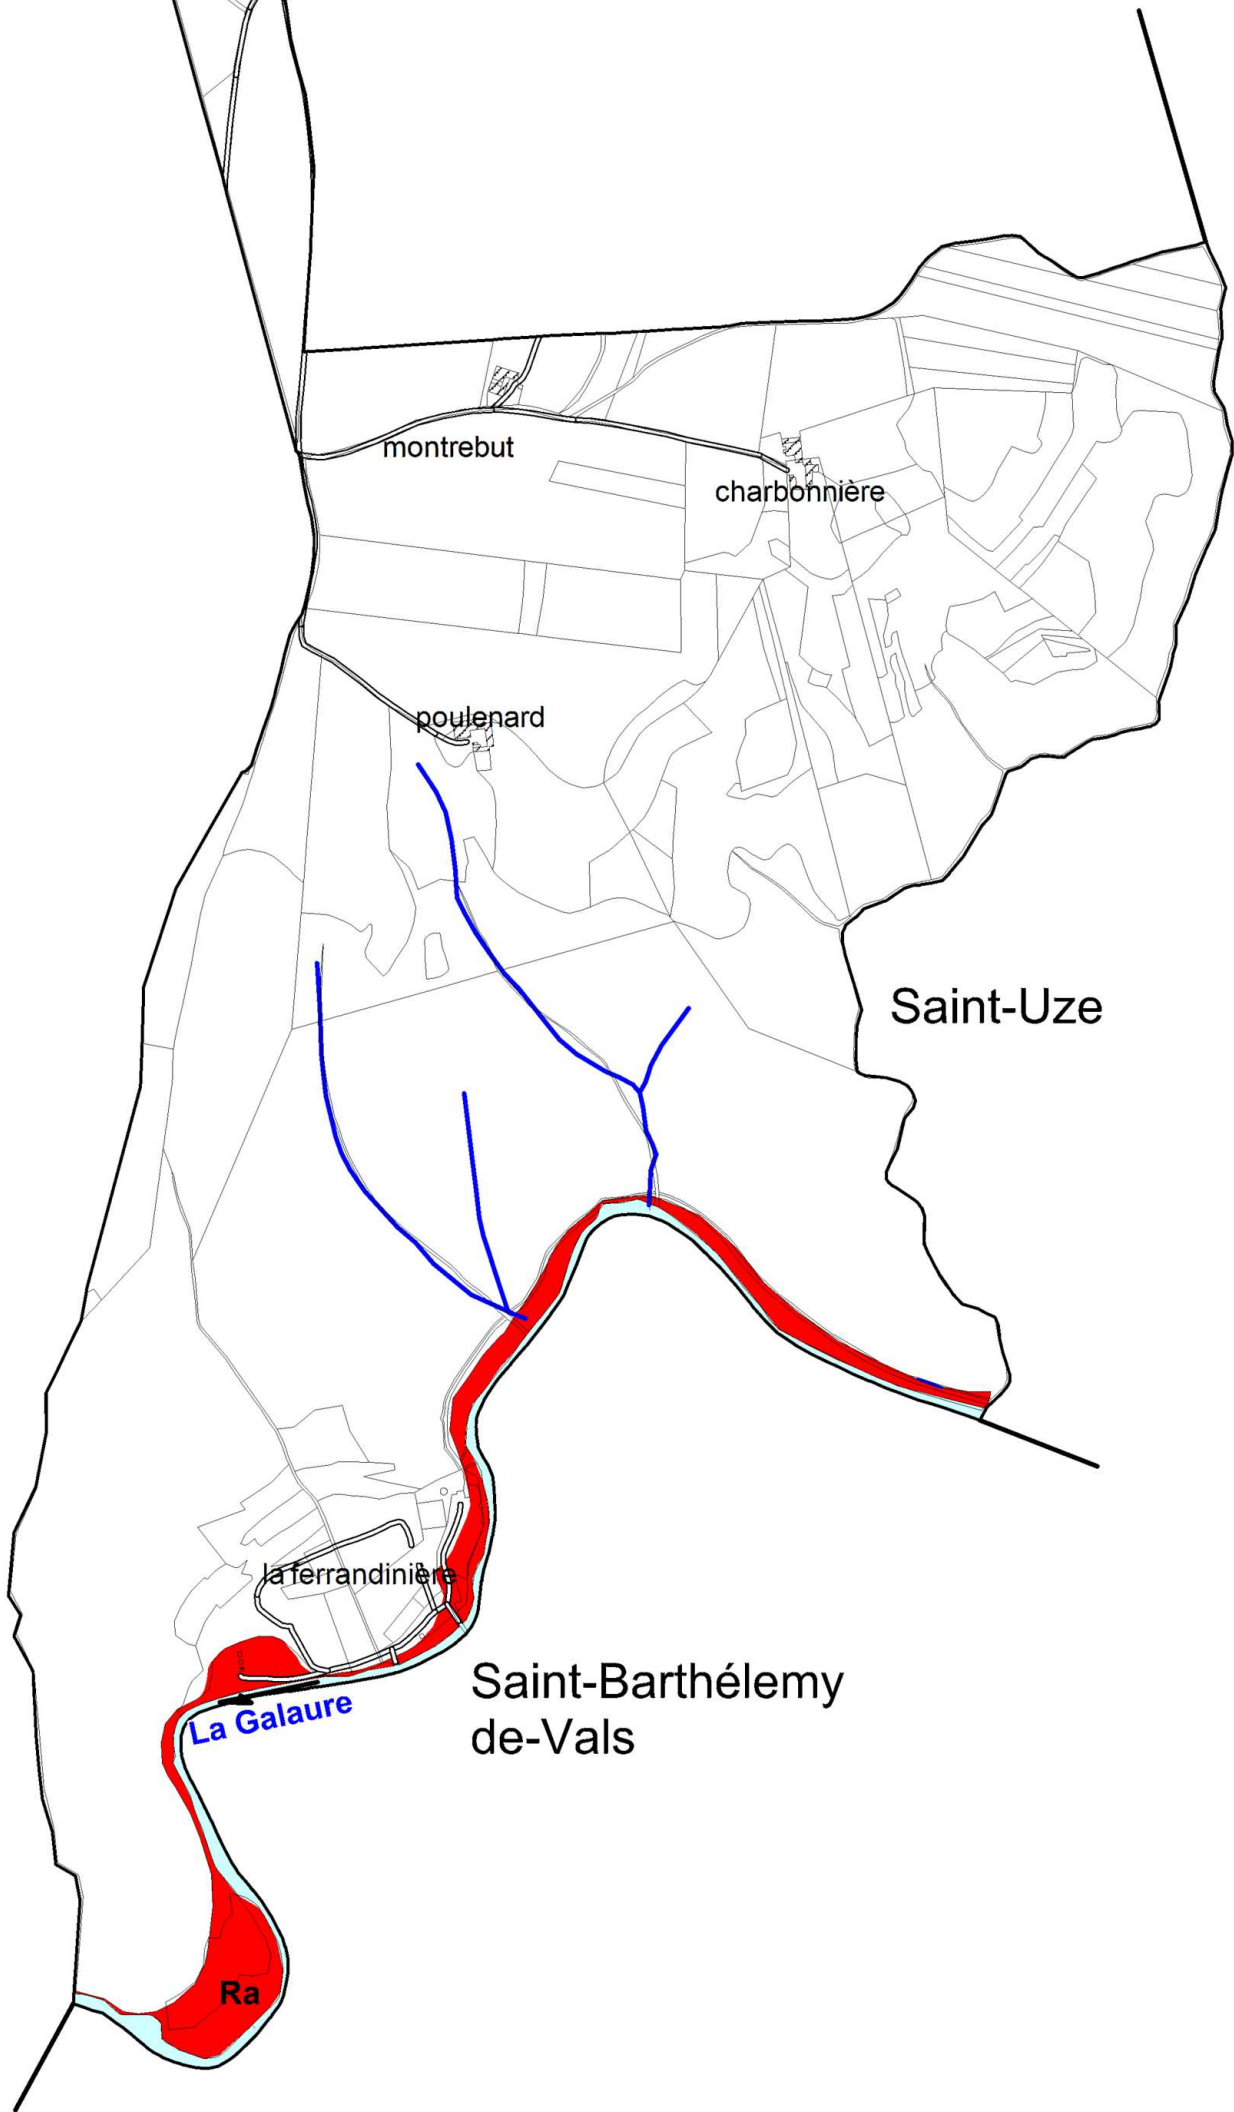 montrebut
charbonnière
poulenard
Saint-Uze
la ferrandinière
Saint-Barthélemy
de-Vals
La Galaure
Ra